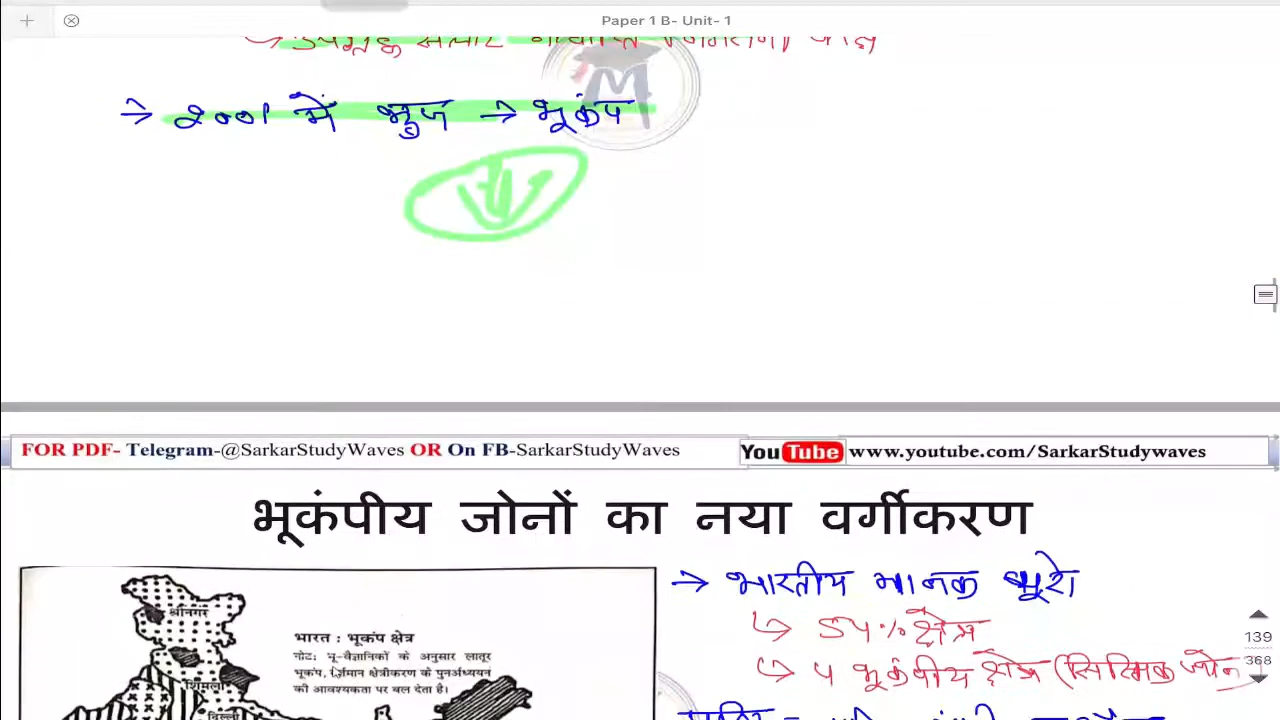 Paper 1 B- Unit- 1
→ 2001 में भुज → भूकंप
FOR PDF- Telegram-@SarkarStudyWaves OR On FB-SarkarStudyWaves
YouTube www.youtube.com/SarkarStudywaves
भूकंपीय जोनों का नया वर्गीकरण
→ भारतीय मानक ब्यूरो
↳ 54% क्षेत्र
↳ 4 भूकंपीय क्षेत्र (सिस्मिक जोन)
श्रीनगर
भारत : भूकंप क्षेत्र
नोट: भू-वैज्ञानिकों के अनुसार लातूर
भूकंप, क्षेत्रीकरण के पुनर्अध्ययन
की आवश्यकता पर बल देता है।
शिमला
दिल्ली
139
368